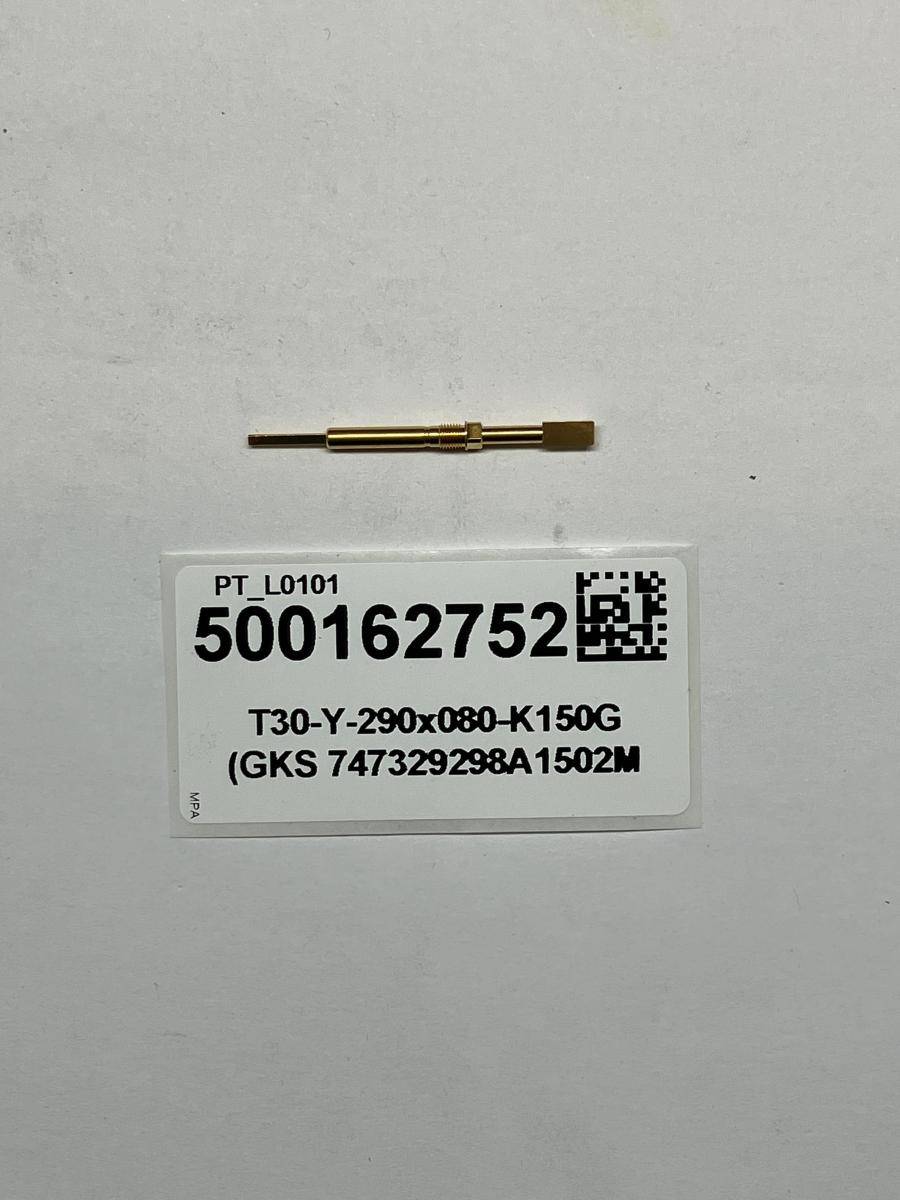 PT_L0101
500162752
T30-Y-290x080-K150G
(GKS 747329298A1502M
MPA